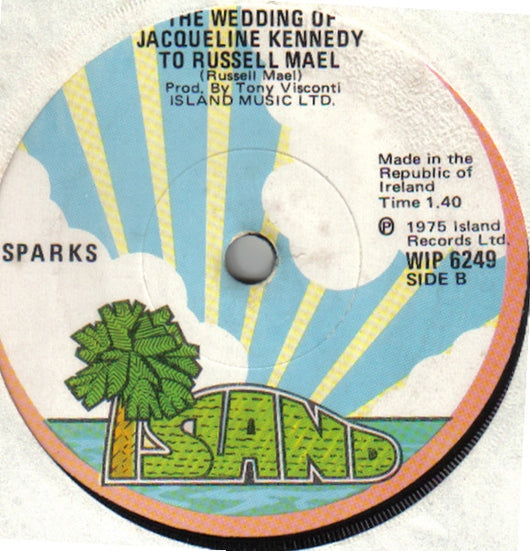 THE WEDDING OF
JACQUELINE KENNEDY
TO RUSSELL MAEL
(Russell Mael)
Prod. By Tony Visconti
ISLAND MUSIC LTD.
Made in the
Republic of
Ireland
Time 1.40
Ⓟ 1975 Island
Records Ltd.
WIP 6249
SIDE B
SPARKS
ISLAND